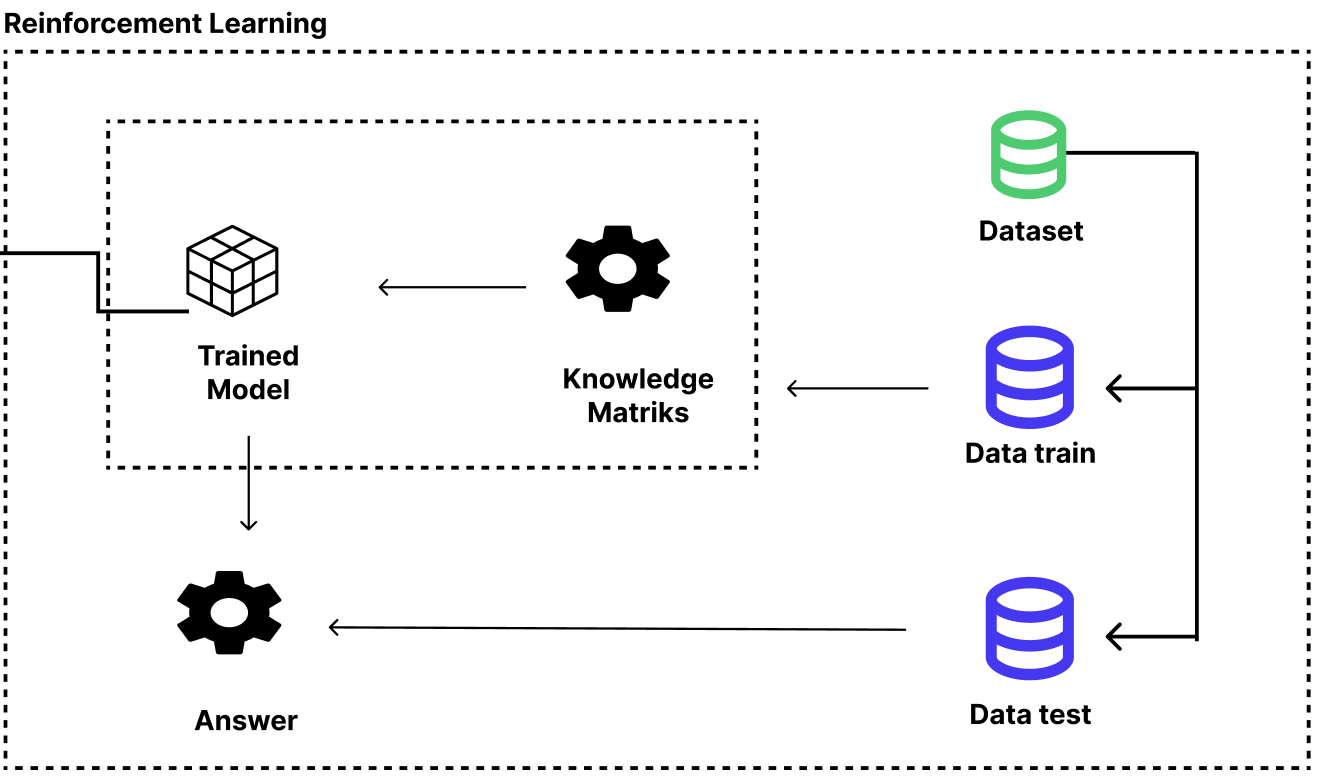 Reinforcement Learning
Dataset
Trained
Model
Knowledge
Matriks
Data train
Answer
Data test